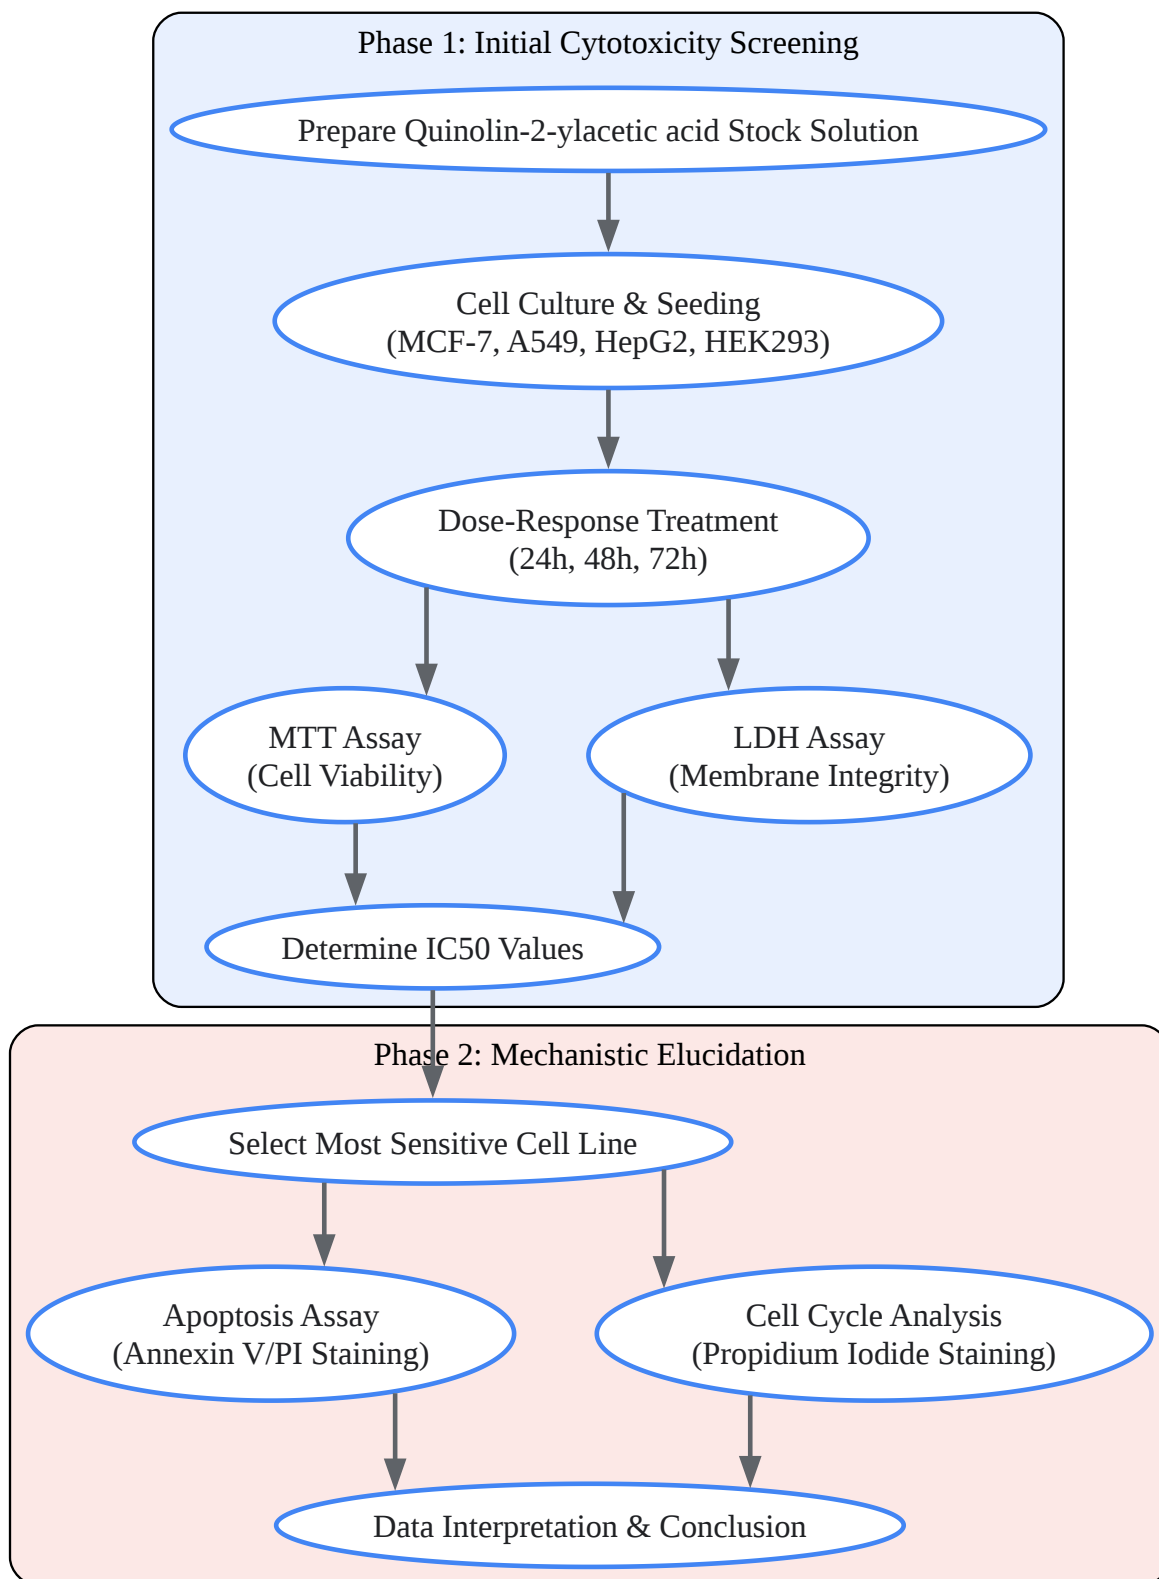 Phase 1: Initial Cytotoxicity Screening
Prepare Quinolin-2-ylacetic acid Stock Solution
Cell Culture & Seeding
(MCF-7, A549, HepG2, HEK293)
Dose-Response Treatment
(24h, 48h, 72h)
MTT Assay
(Cell Viability)
LDH Assay
(Membrane Integrity)
Determine IC50 Values
Phase 2: Mechanistic Elucidation
Select Most Sensitive Cell Line
Apoptosis Assay
(Annexin V/PI Staining)
Cell Cycle Analysis
(Propidium Iodide Staining)
Data Interpretation & Conclusion